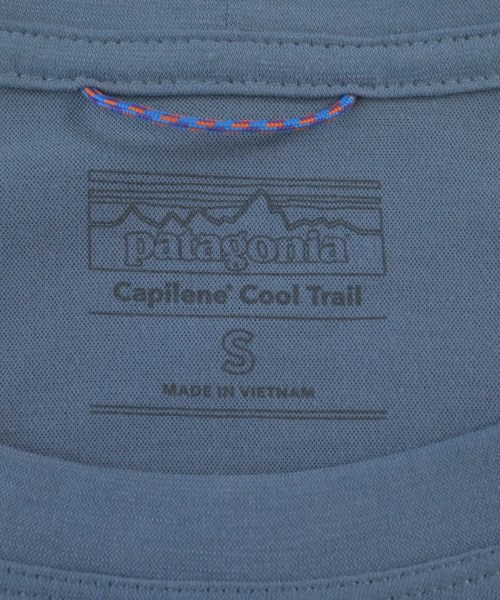 patagonia
Capilene® Cool Trail
S
MADE IN VIETNAM